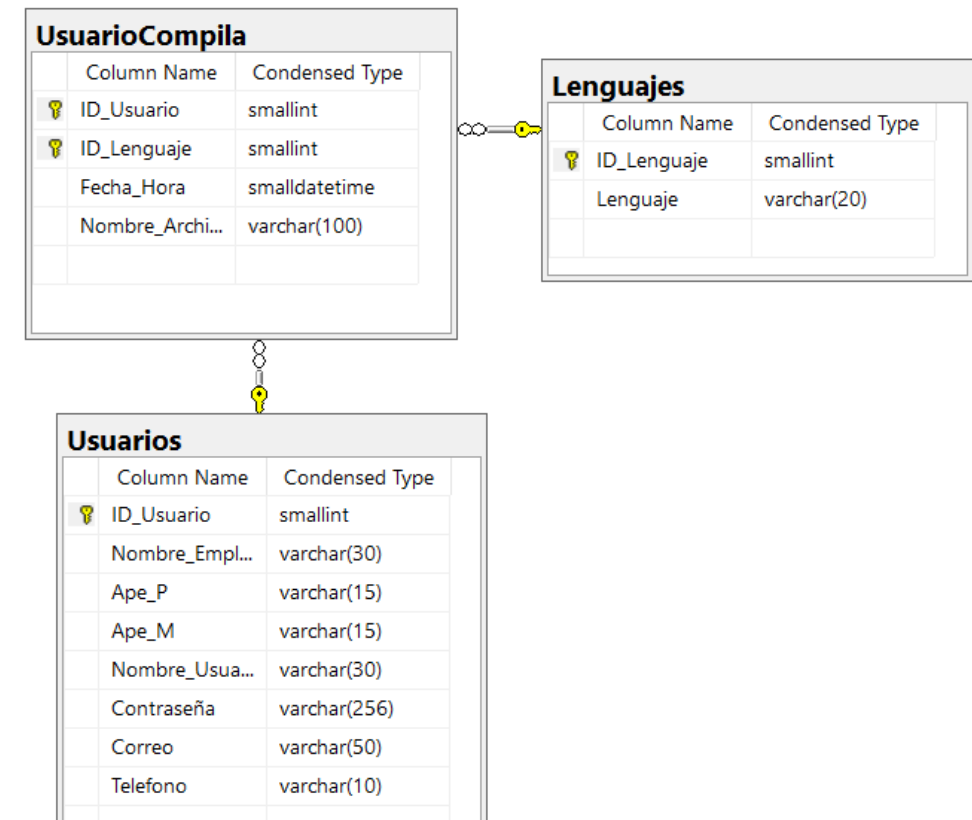 UsuarioCompila
Column Name Condensed Type
ID_Usuario smallint
ID_Lenguaje smallint
Fecha_Hora smalldatetime
Nombre_Archi... varchar(100)
Lenguajes
Column Name Condensed Type
ID_Lenguaje smallint
Lenguaje varchar(20)
Usuarios
Column Name Condensed Type
ID_Usuario smallint
Nombre_Empl... varchar(30)
Ape_P varchar(15)
Ape_M varchar(15)
Nombre_Usua... varchar(30)
Contraseña varchar(256)
Correo varchar(50)
Telefono varchar(10)